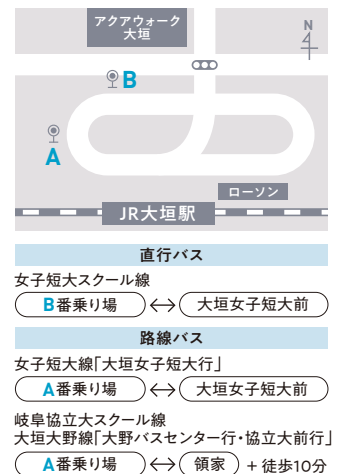 アクアウォーク
大垣
N
4
B
A
ローソン
JR大垣駅
直行バス
女子短大スクール線
B番乗り場 ↔ 大垣女子短大前
路線バス
女子短大線「大垣女子短大行」
A番乗り場 ↔ 大垣女子短大前
岐阜協立大スクール線
大垣大野線「大野バスセンター行・協立大前行」
A番乗り場 ↔ 領家 + 徒歩10分